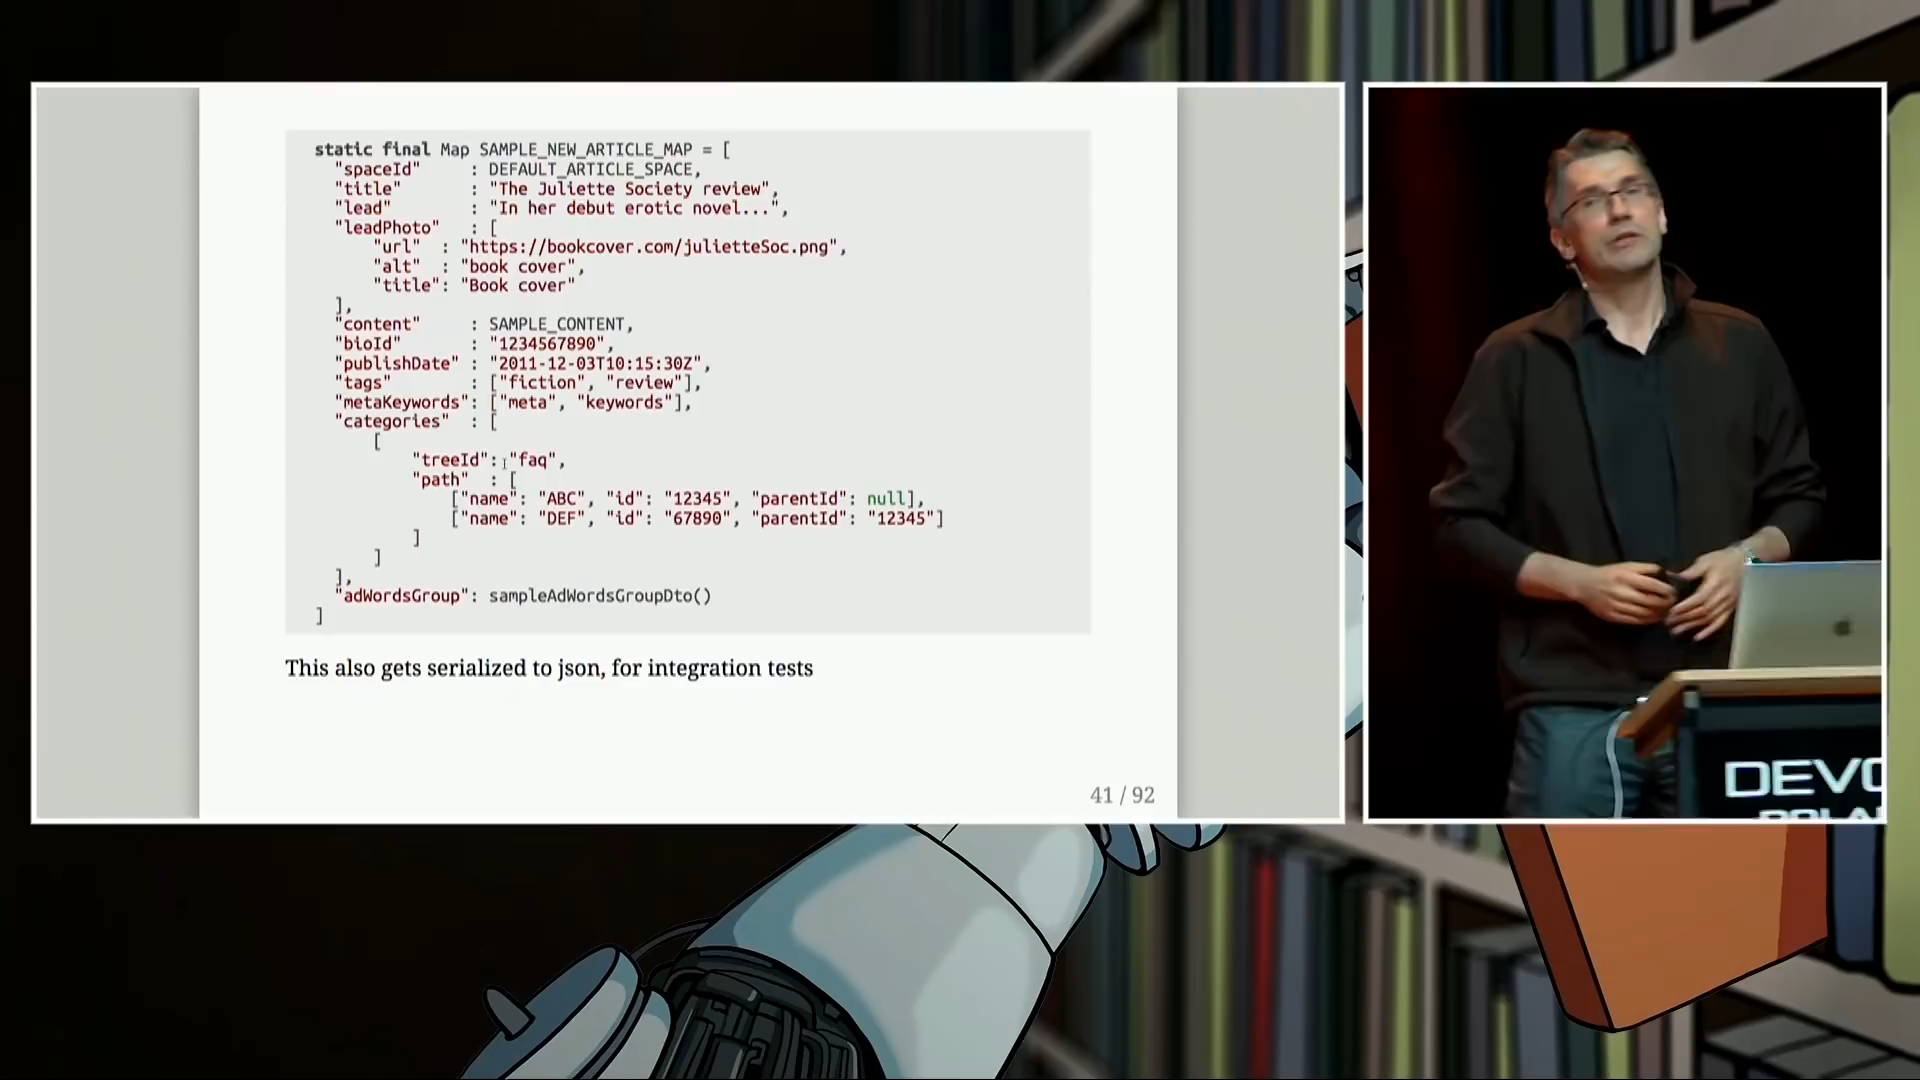 static final Map SAMPLE_NEW_ARTICLE_MAP = [
"spaceId" : DEFAULT_ARTICLE_SPACE,
"title" : "The Juliette Society review",
"lead" : "In her debut erotic novel...",
"leadPhoto" : [
"url" : "https://bookcover.com/julietteSoc.png",
"alt" : "book cover",
"title": "Book cover"
],
"content" : SAMPLE_CONTENT,
"bioId" : "1234567890",
"publishDate" : "2011-12-03T10:15:30Z",
"tags" : ["fiction", "review"],
"metaKeywords": ["meta", "keywords"],
"categories" : [
[
"treeId": "faq",
"path" : [
["name": "ABC", "id": "12345", "parentId": null],
["name": "DEF", "id": "67890", "parentId": "12345"]
]
]
],
"adWordsGroup": sampleAdWordsGroupDto()
]
This also gets serialized to json, for integration tests
41 / 92